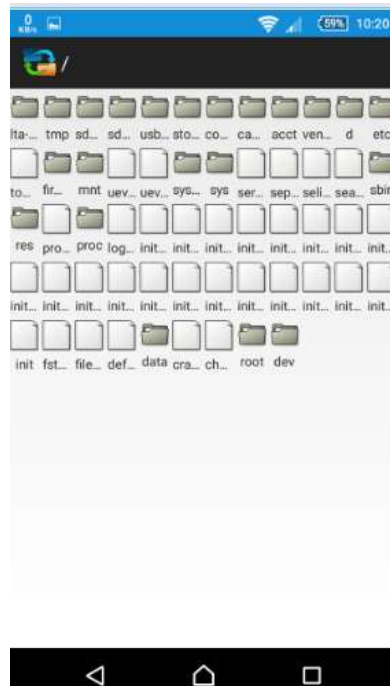 0 KB/s 59% 10:20
/
lta-... tmp sd... sd... usb... sto... co... ca... acct ven... d etc
to... fir... mnt uev... uev... sys... sys ser... sep... seli... sea... sbin
res pro... proc log... init... init... init... init... init... init... init... init...
init... init... init... init... init... init... init... init... init... init... init... init...
init fst... file... def... data cra... ch... root dev